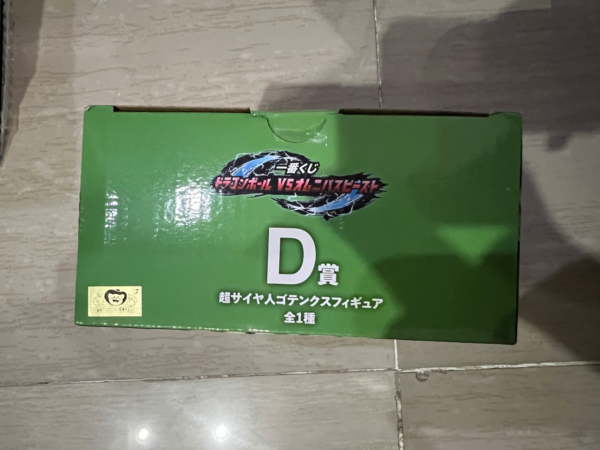 一番くじ
ドラゴンボール VSオムニバスビースト
D賞
超サイヤ人ゴテンクスフィギュア
全1種